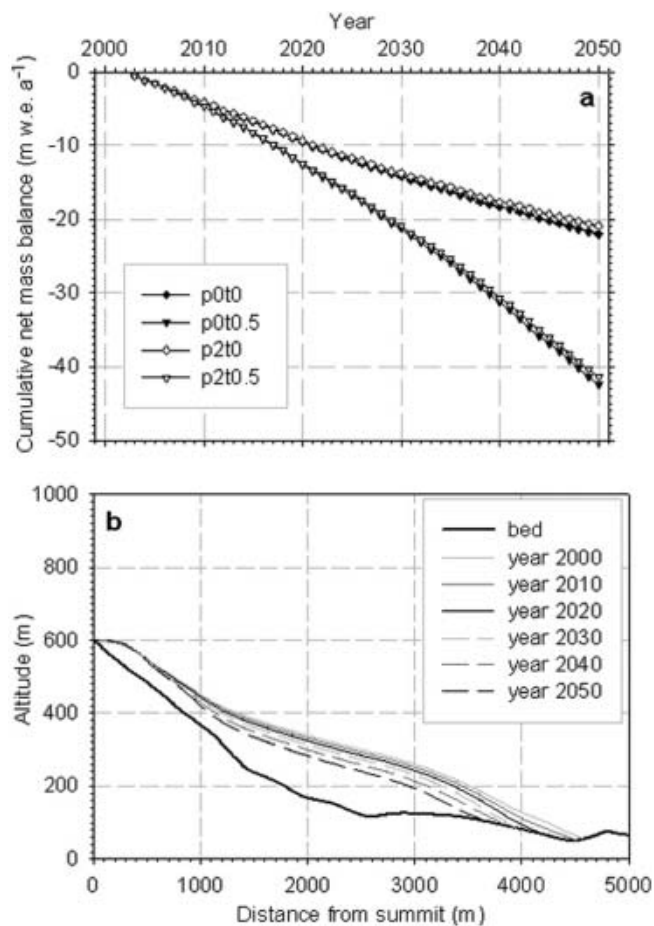 Year
2000 2010 2020 2030 2040 2050
a
0
-10
-20
-30
-40
-50
Cumulative net mass balance (m w.e. a⁻¹)
p0t0
p0t0.5
p2t0
p2t0.5
b
1000
800
600
400
200
0
Altitude (m)
bed
year 2000
year 2010
year 2020
year 2030
year 2040
year 2050
0 1000 2000 3000 4000 5000
Distance from summit (m)